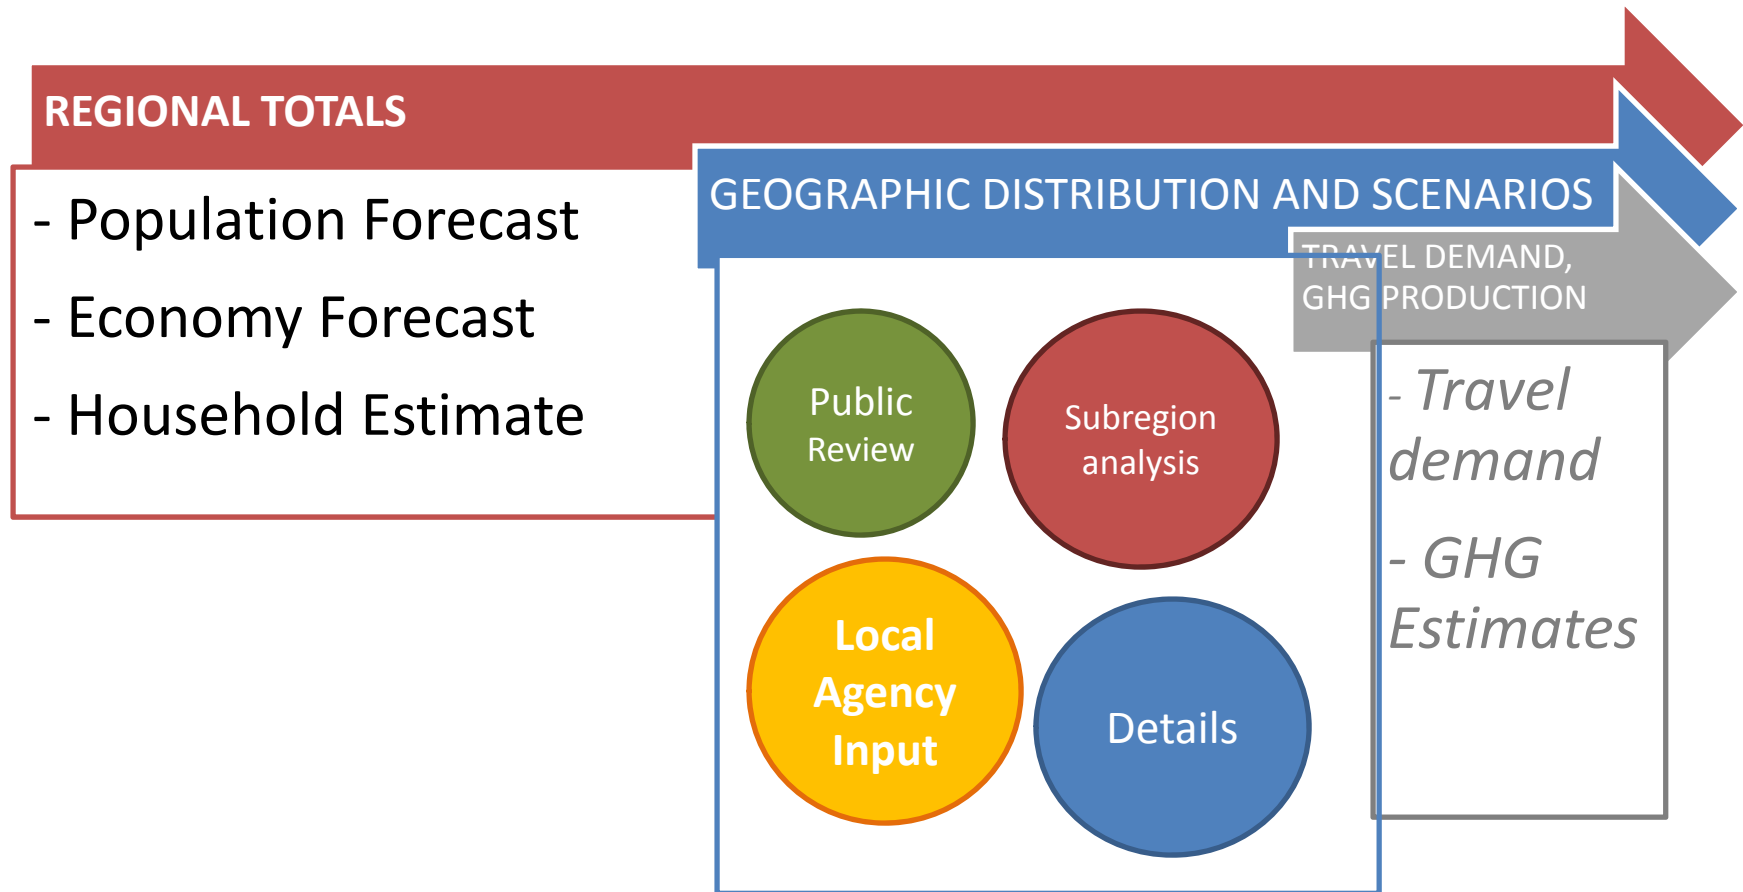 REGIONAL TOTALS
- Population Forecast
- Economy Forecast
- Household Estimate
GEOGRAPHIC DISTRIBUTION AND SCENARIOS
Public
Review
Subregion
analysis
Local
Agency
Input
Details
TRAVEL DEMAND,
GHG PRODUCTION
- Travel
demand
- GHG
Estimates